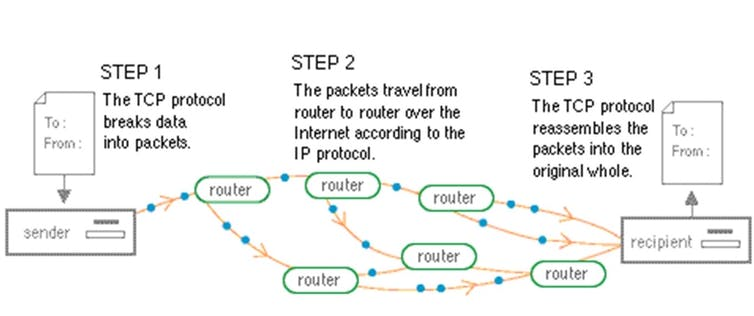 STEP 1
The TCP protocol
breaks data
into packets.
STEP 2
The packets travel from
router to router over the
Internet according to the
IP protocol.
STEP 3
The TCP protocol
reassembles the
packets into the
original whole.
To :
From :
To :
From :
sender
router
router
router
router
router
router
recipient